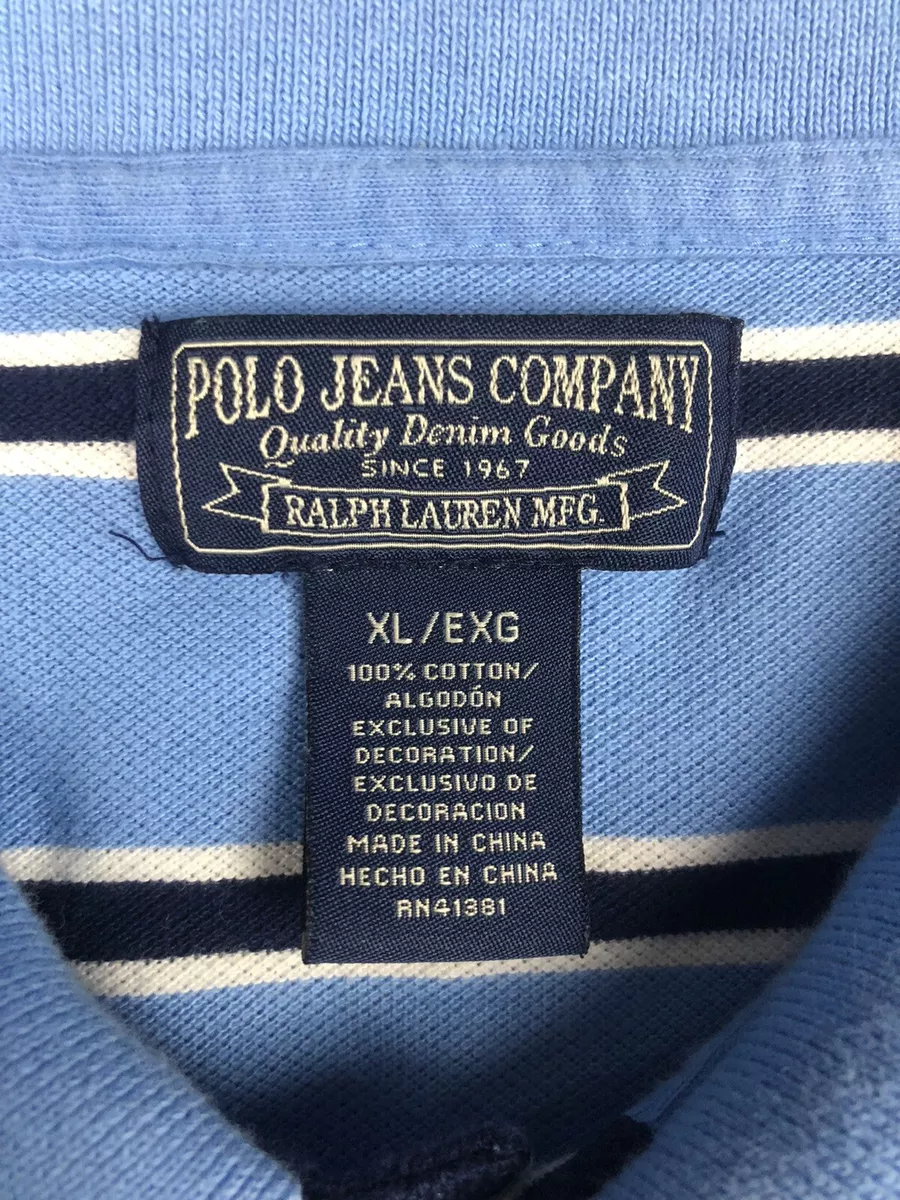 POLO JEANS COMPANY
Quality Denim Goods
SINCE 1967
RALPH LAUREN MFG.
XL/EXG
100% COTTON/
ALGODÓN
EXCLUSIVE OF
DECORATION/
EXCLUSIVO DE
DECORACION
MADE IN CHINA
HECHO EN CHINA
RN41381